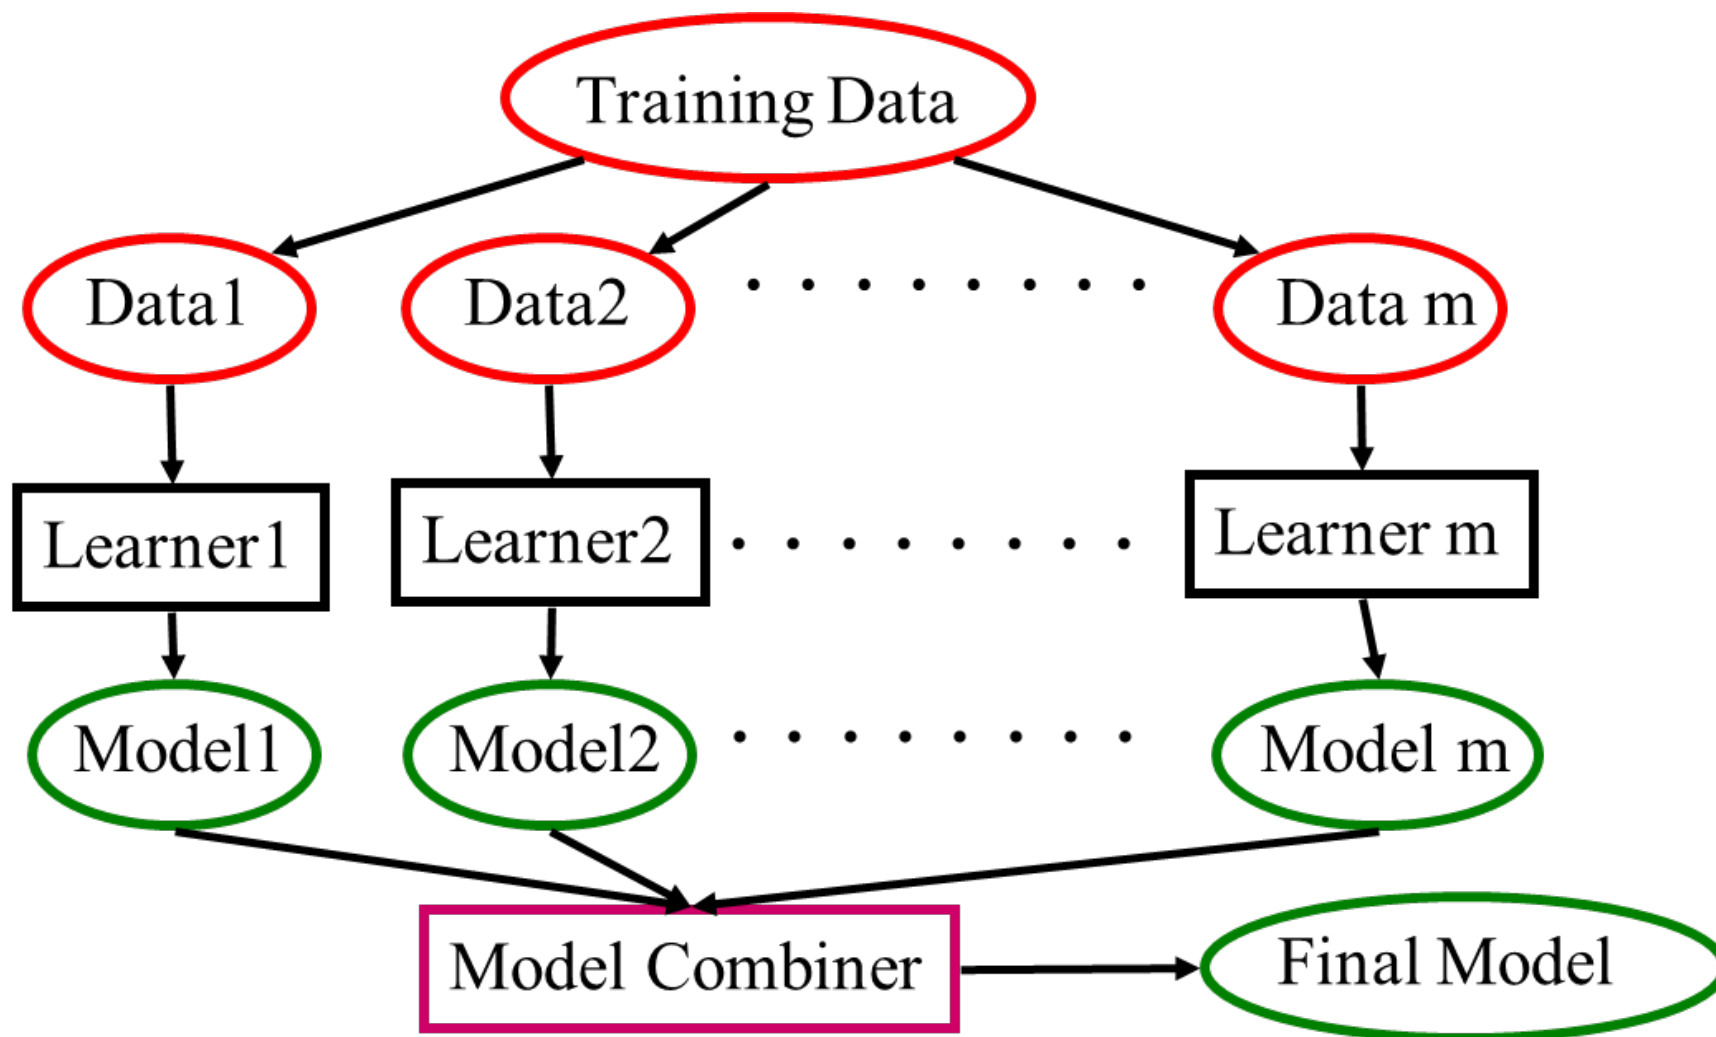 Training Data
Data1
Data2
Data m
Learner1
Learner2
Learner m
Model1
Model2
Model m
Model Combiner
Final Model